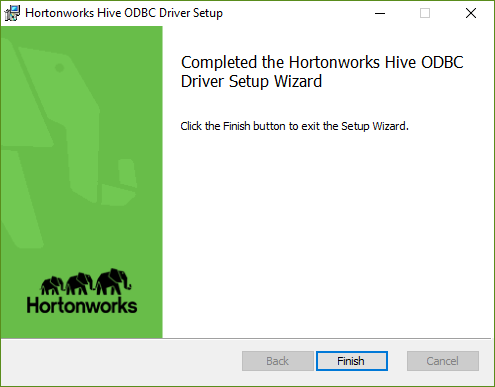 Hortonworks Hive ODBC Driver Setup
Completed the Hortonworks Hive ODBC
Driver Setup Wizard
Click the Finish button to exit the Setup Wizard.
Hortonworks
Back
Finish
Cancel